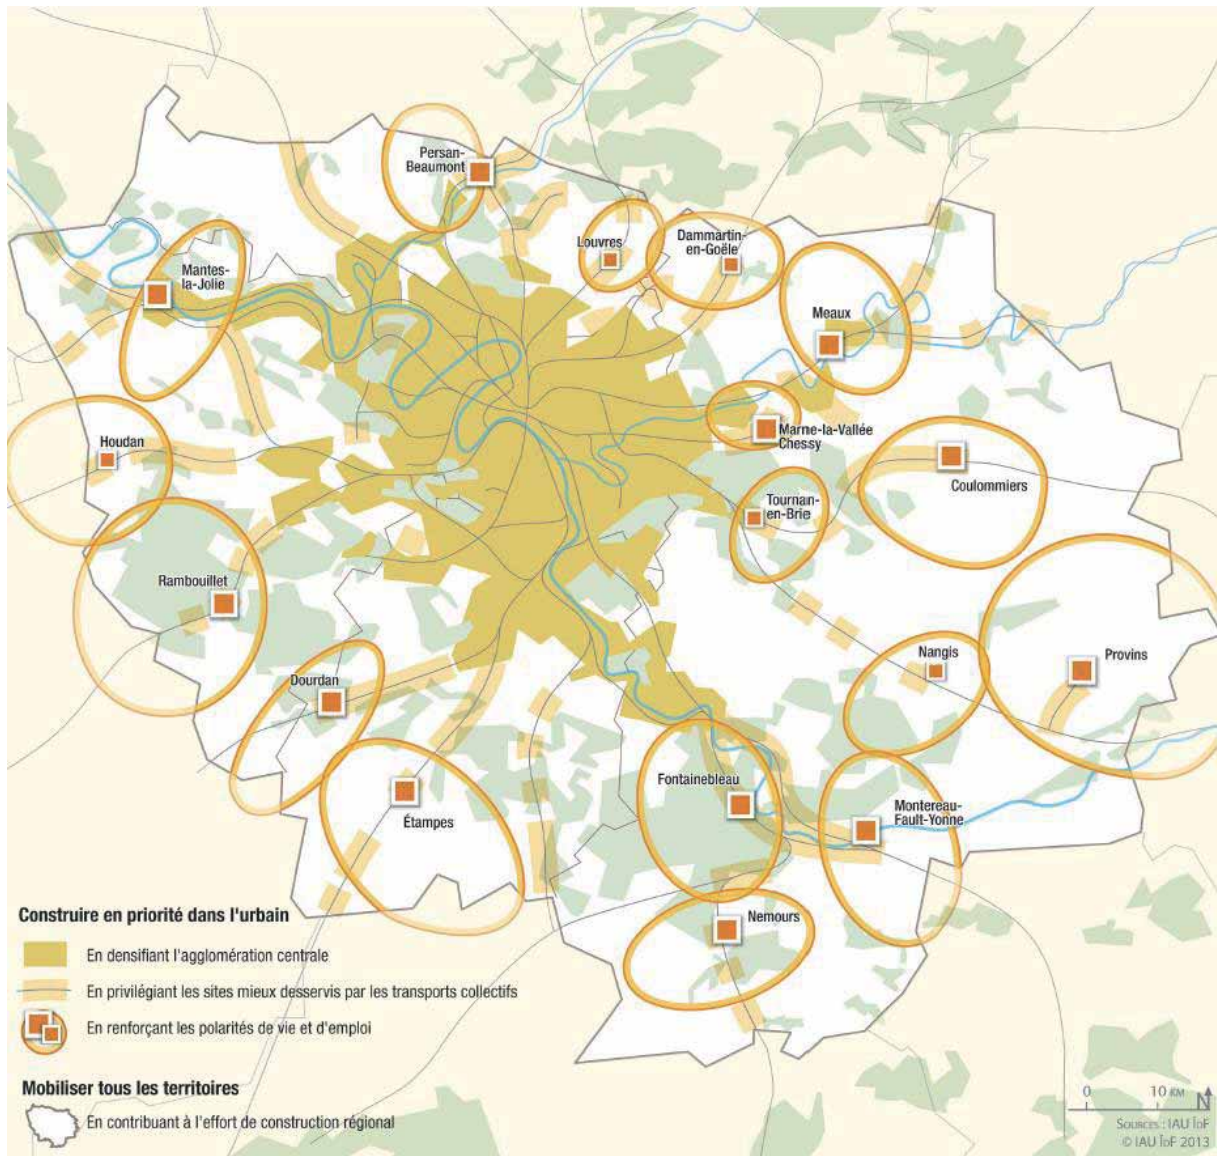 Persan-
Beaumont
Louvres
Dammartin-
en-Goële
Mantes-
la-Jolie
Meaux
Marne-la-Vallée
Chessy
Houdan
Coulommiers
Tournan-
en-Brie
Rambouillet
Nangis
Provins
Dourdan
Fontainebleau
Étampes
Montereau-
Fault-Yonne
Nemours
Construire en priorité dans l'urbain
En densifiant l'agglomération centrale
En privilégiant les sites mieux desservis par les transports collectifs
En renforçant les polarités de vie et d'emploi
Mobiliser tous les territoires
En contribuant à l'effort de construction régional
0 10 KM N
SOURCES : IAU ÎDF
© IAU ÎDF 2013